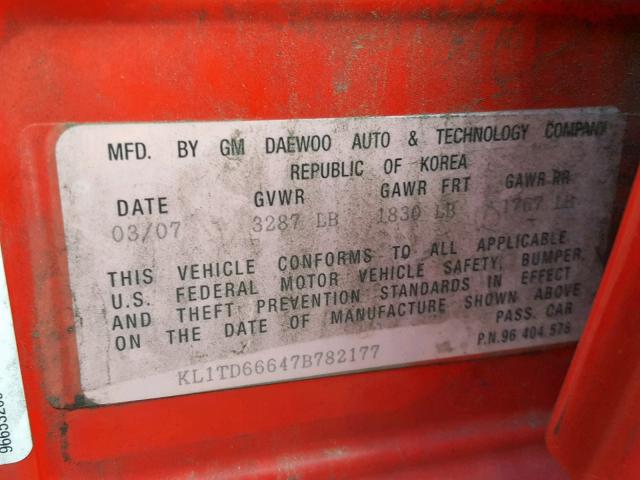 MFD. BY GM DAEWOO AUTO & TECHNOLOGY COMPANY
REPUBLIC OF KOREA
DATE GVWR GAWR FRT GAWR RR
03/07 3287 LB 1830 LB 1767 LB
THIS VEHICLE CONFORMS TO ALL APPLICABLE
U.S. FEDERAL MOTOR VEHICLE SAFETY, BUMPER,
AND THEFT PREVENTION STANDARDS IN EFFECT
ON THE DATE OF MANUFACTURE SHOWN ABOVE
PASS. CAR
KL1TD66647B782177 P.N.96 404 576